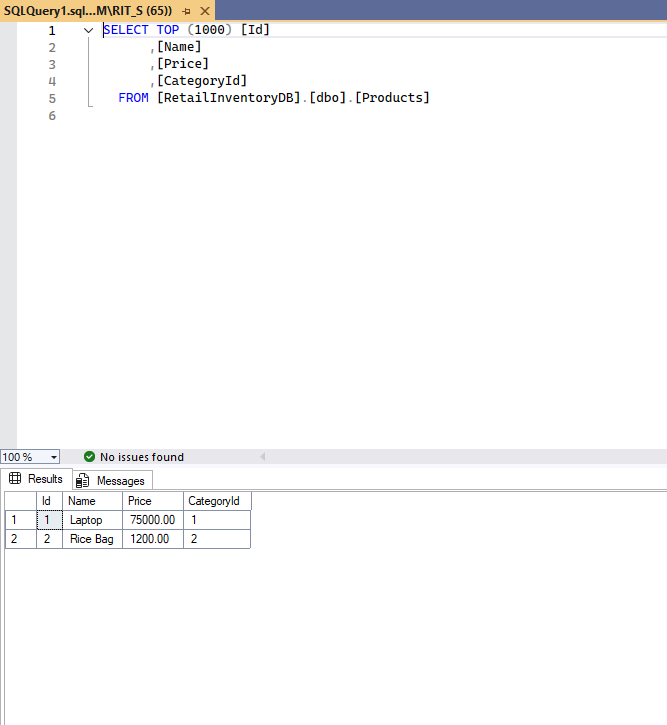 SQLQuery1.sql...M\RIT_S (65))
1 SELECT TOP (1000) [Id]
2 ,[Name]
3 ,[Price]
4 ,[CategoryId]
5 FROM [RetailInventoryDB].[dbo].[Products]
6
100 % No issues found
Results Messages
Id Name Price CategoryId
1 1 Laptop 75000.00 1
2 2 Rice Bag 1200.00 2